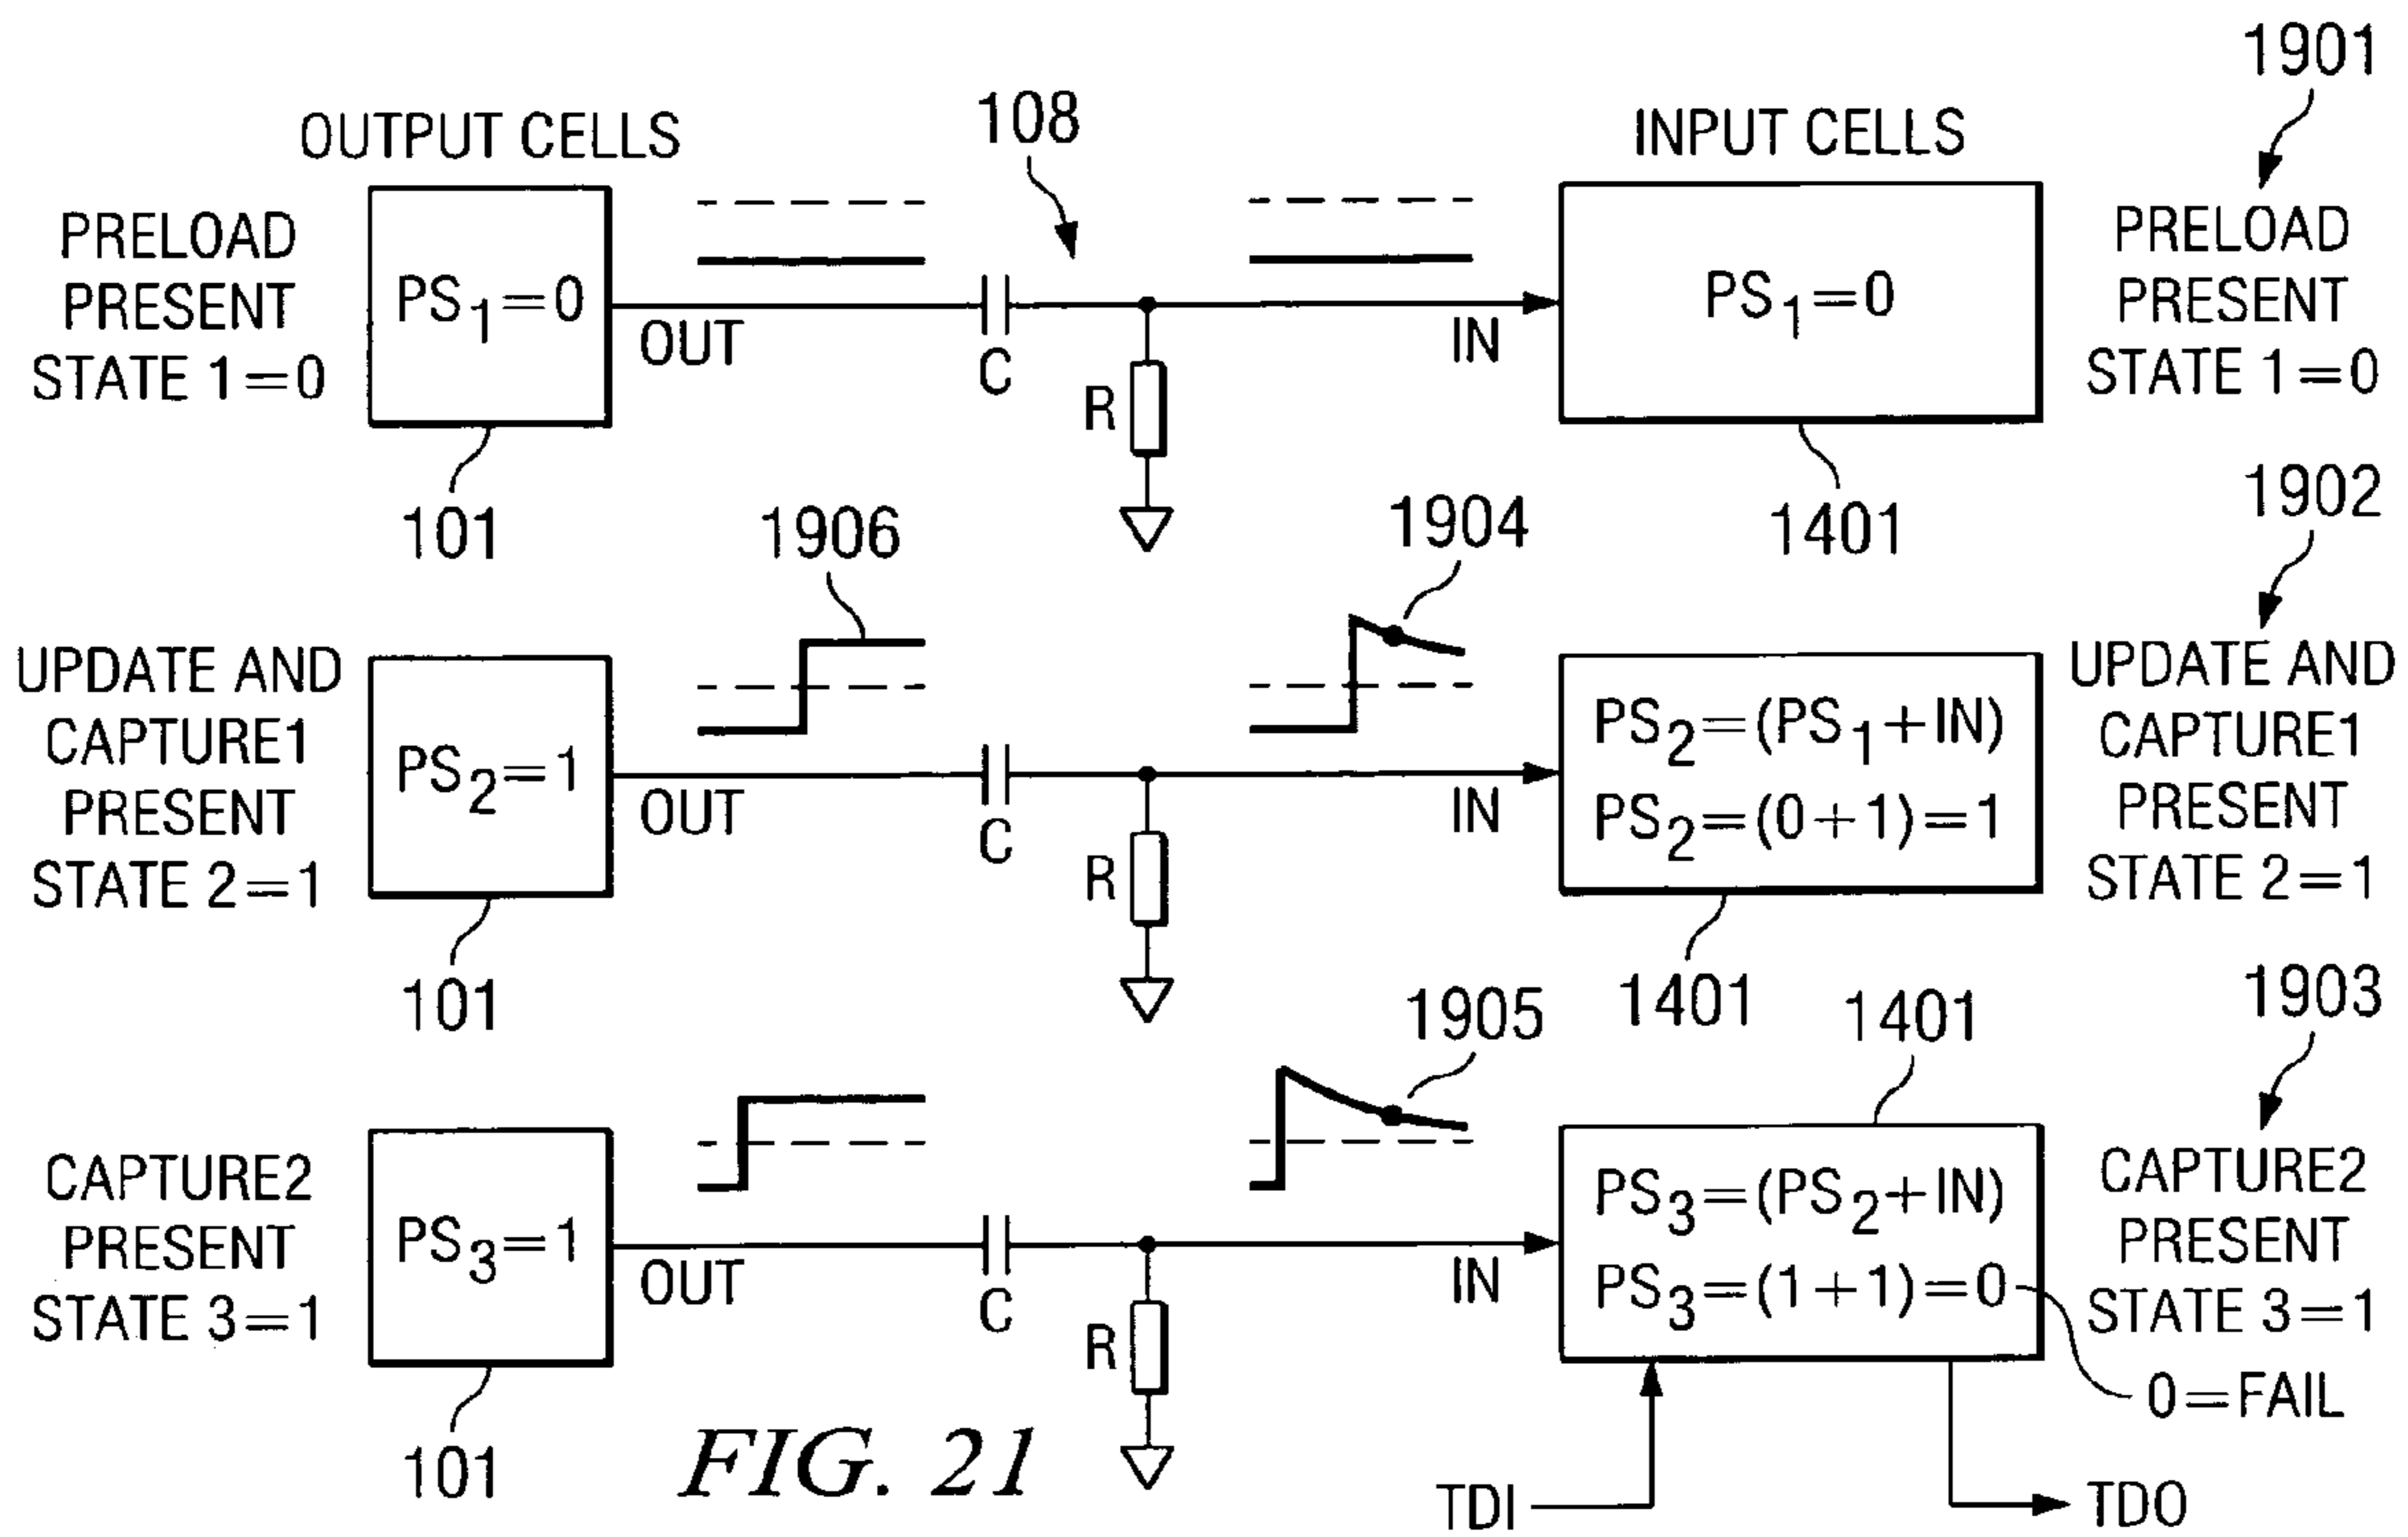 1901
108
OUTPUT CELLS
INPUT CELLS
PRELOAD
PRESENT
STATE 1=0
PS1=0
OUT
C
R
IN
PS1=0
PRELOAD
PRESENT
STATE 1=0
101
1401
1902
1906
1904
UPDATE AND
CAPTURE1
PRESENT
STATE 2=1
PS2=1
OUT
C
R
IN
PS2=(PS1+IN)
PS2=(0+1)=1
UPDATE AND
CAPTURE1
PRESENT
STATE 2=1
101
1401
1401
1903
1905
CAPTURE2
PRESENT
STATE 3=1
PS3=1
OUT
C
R
IN
PS3=(PS2+IN)
PS3=(1+1)=0
CAPTURE2
PRESENT
STATE 3=1
0=FAIL
101
FIG. 21
TDI
TDO